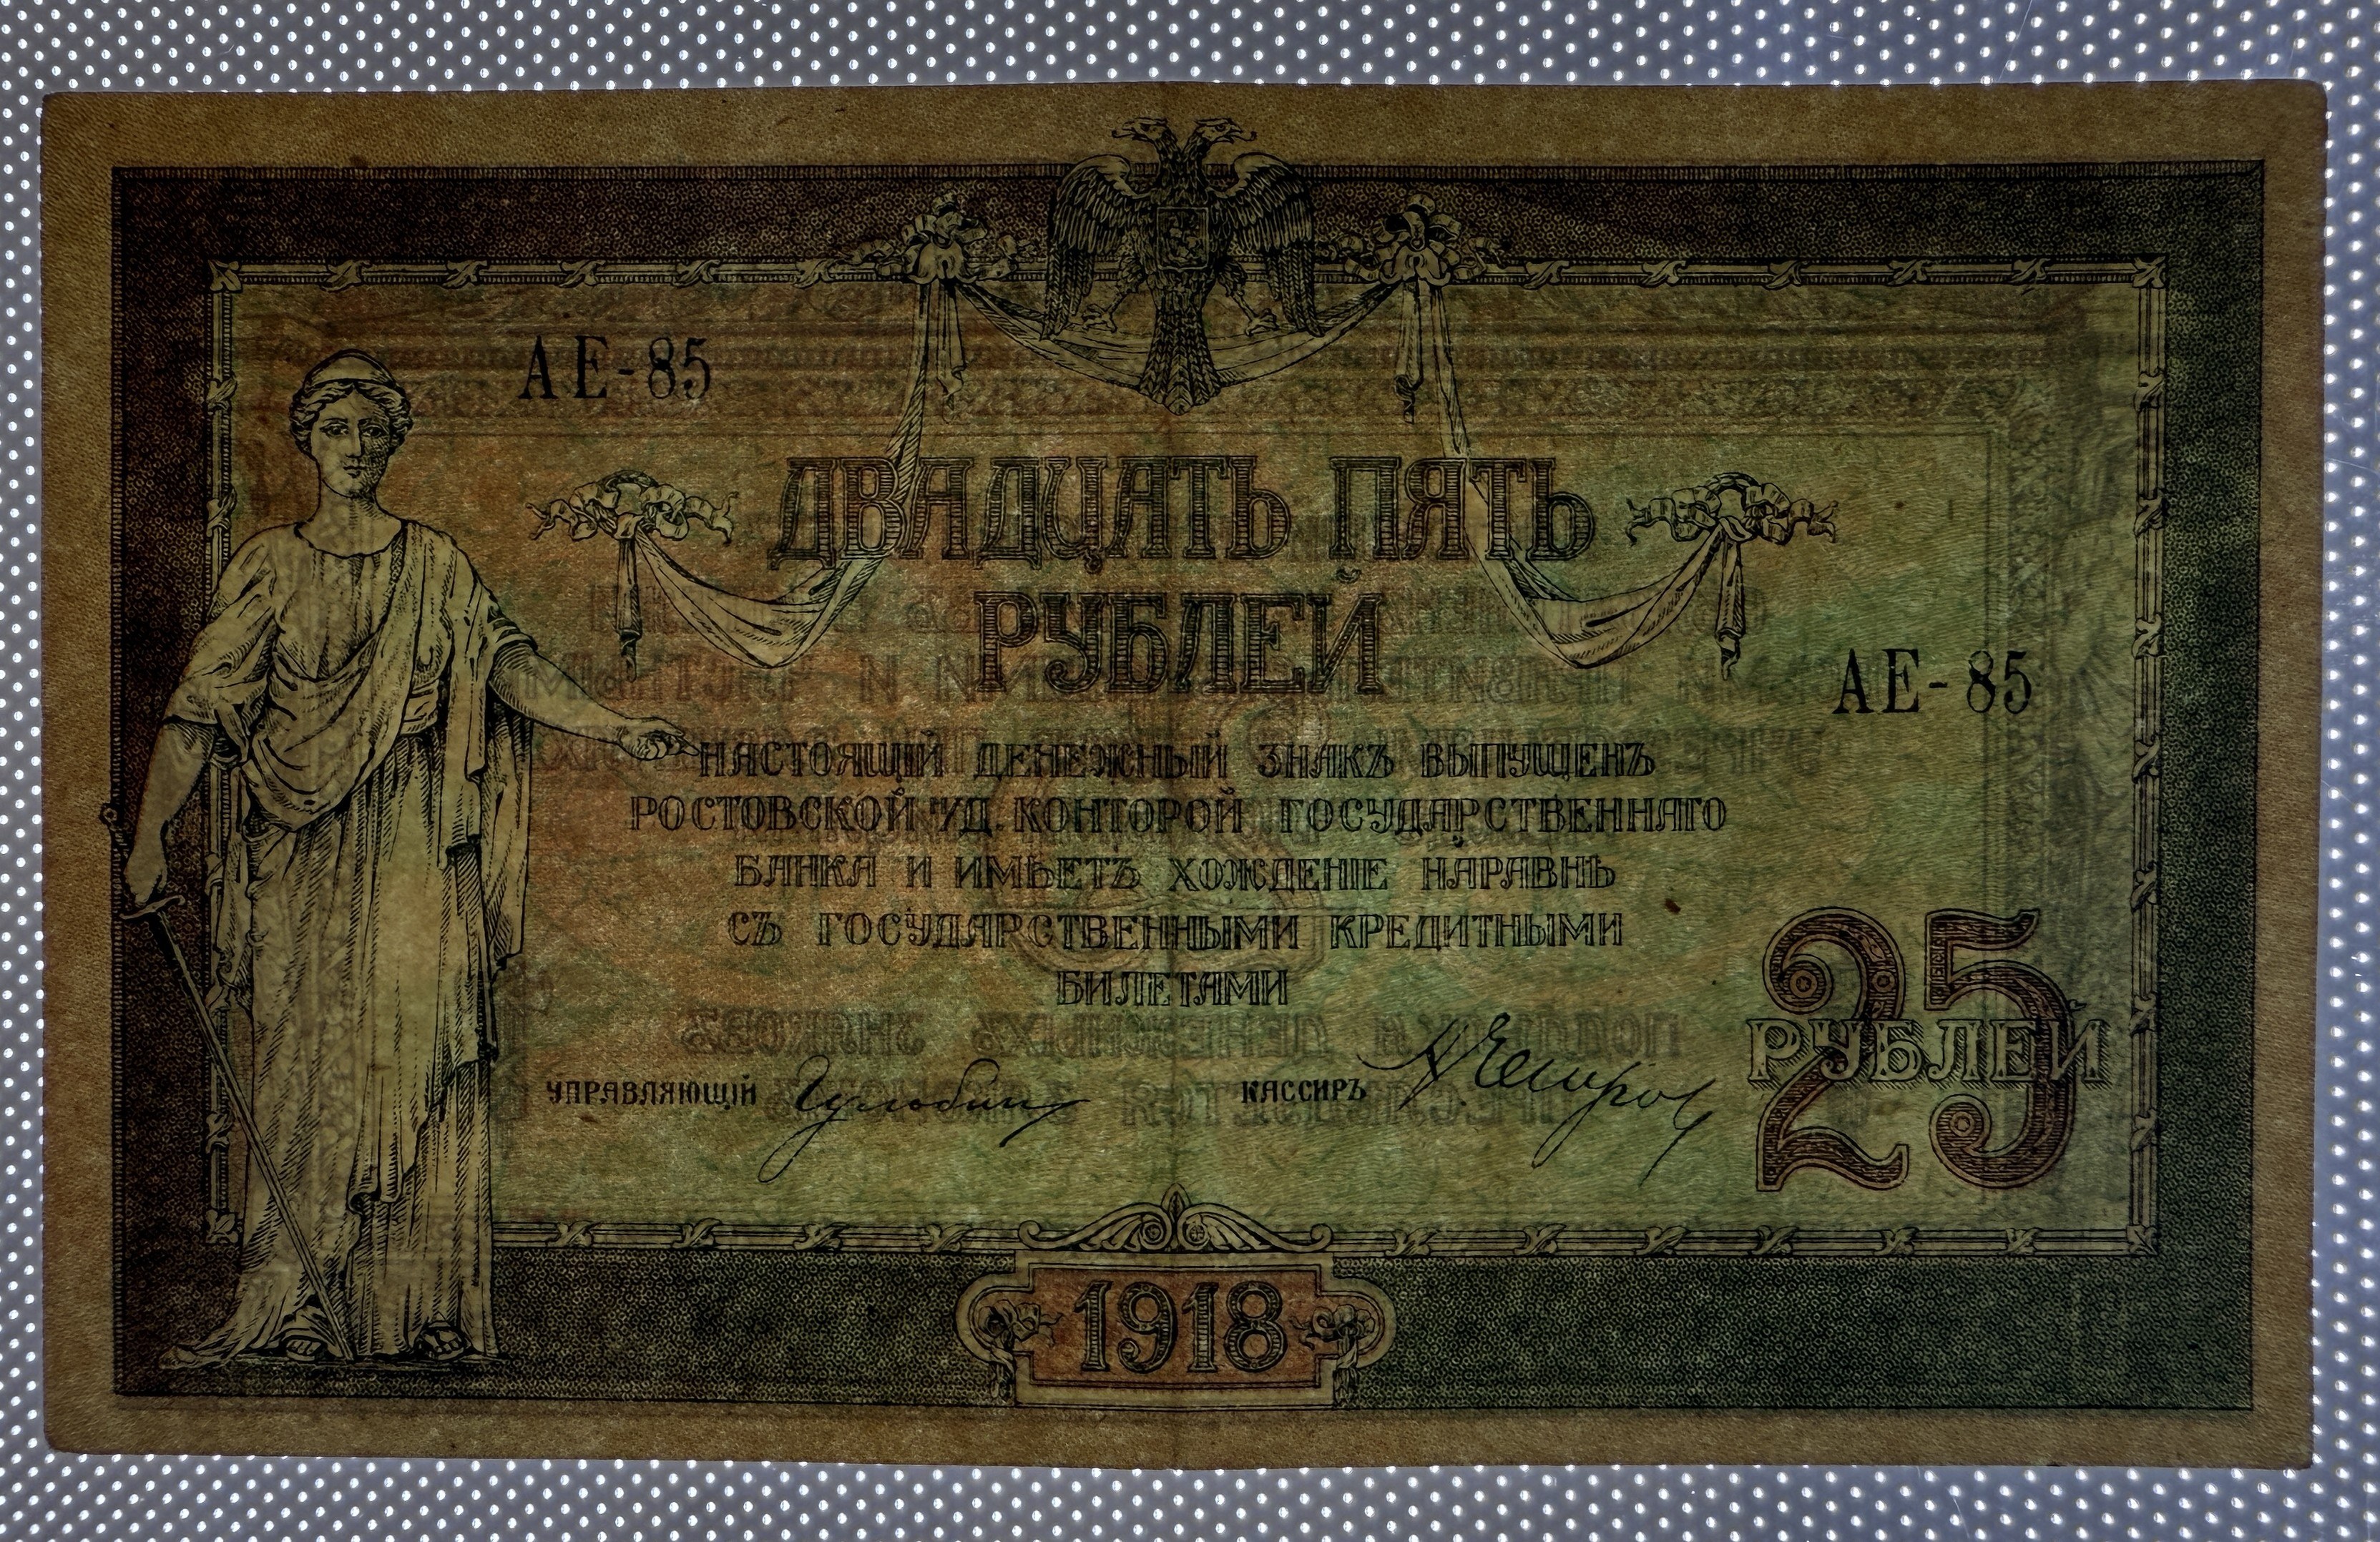 АЕ-85
ДВАДЦАТЬ ПЯТЬ
РУБЛЕЙ
АЕ-85
НАСТОЯЩІЙ ДЕНЕЖНЫЙ ЗНАКЪ ВЫПУЩЕНЪ
РОСТОВСКОЙ н/Д. КОНТОРОЙ ГОСУДАРСТВЕННАГО
БАНКА И ИМѢЕТЪ ХОЖДЕНІЕ НАРАВНѢ
СЪ ГОСУДАРСТВЕННЫМИ КРЕДИТНЫМИ
БИЛЕТАМИ
25
РУБЛЕЙ
УПРАВЛЯЮЩІЙ КАССИРЪ
1918